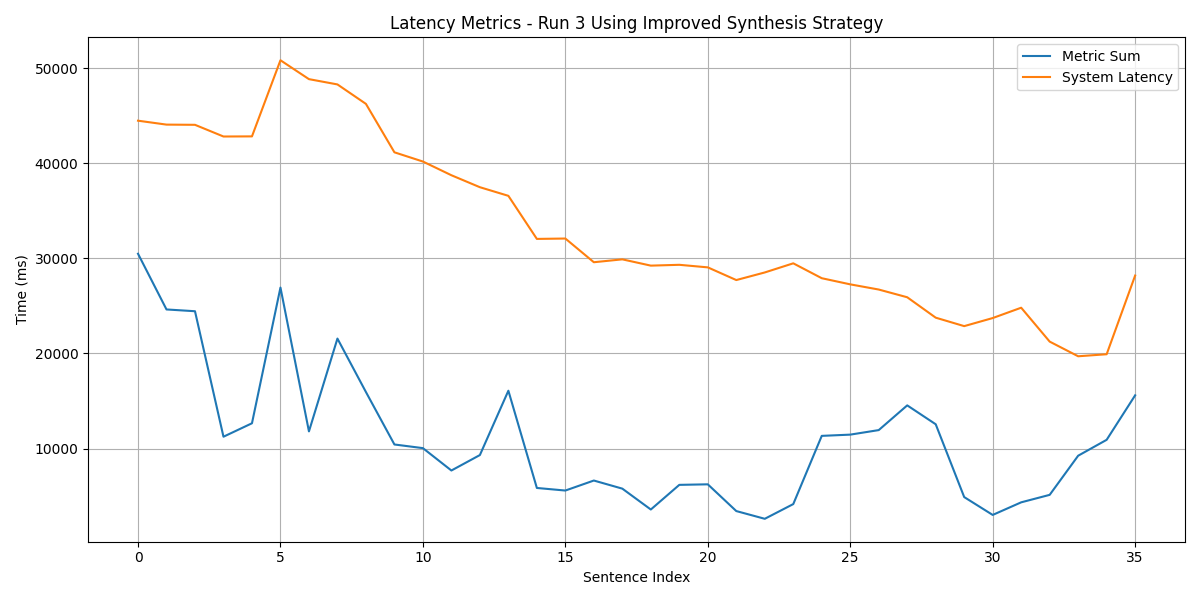 Latency Metrics - Run 3 Using Improved Synthesis Strategy
Metric Sum
System Latency
Time (ms)
50000
40000
30000
20000
10000
0 5 10 15 20 25 30 35
Sentence Index